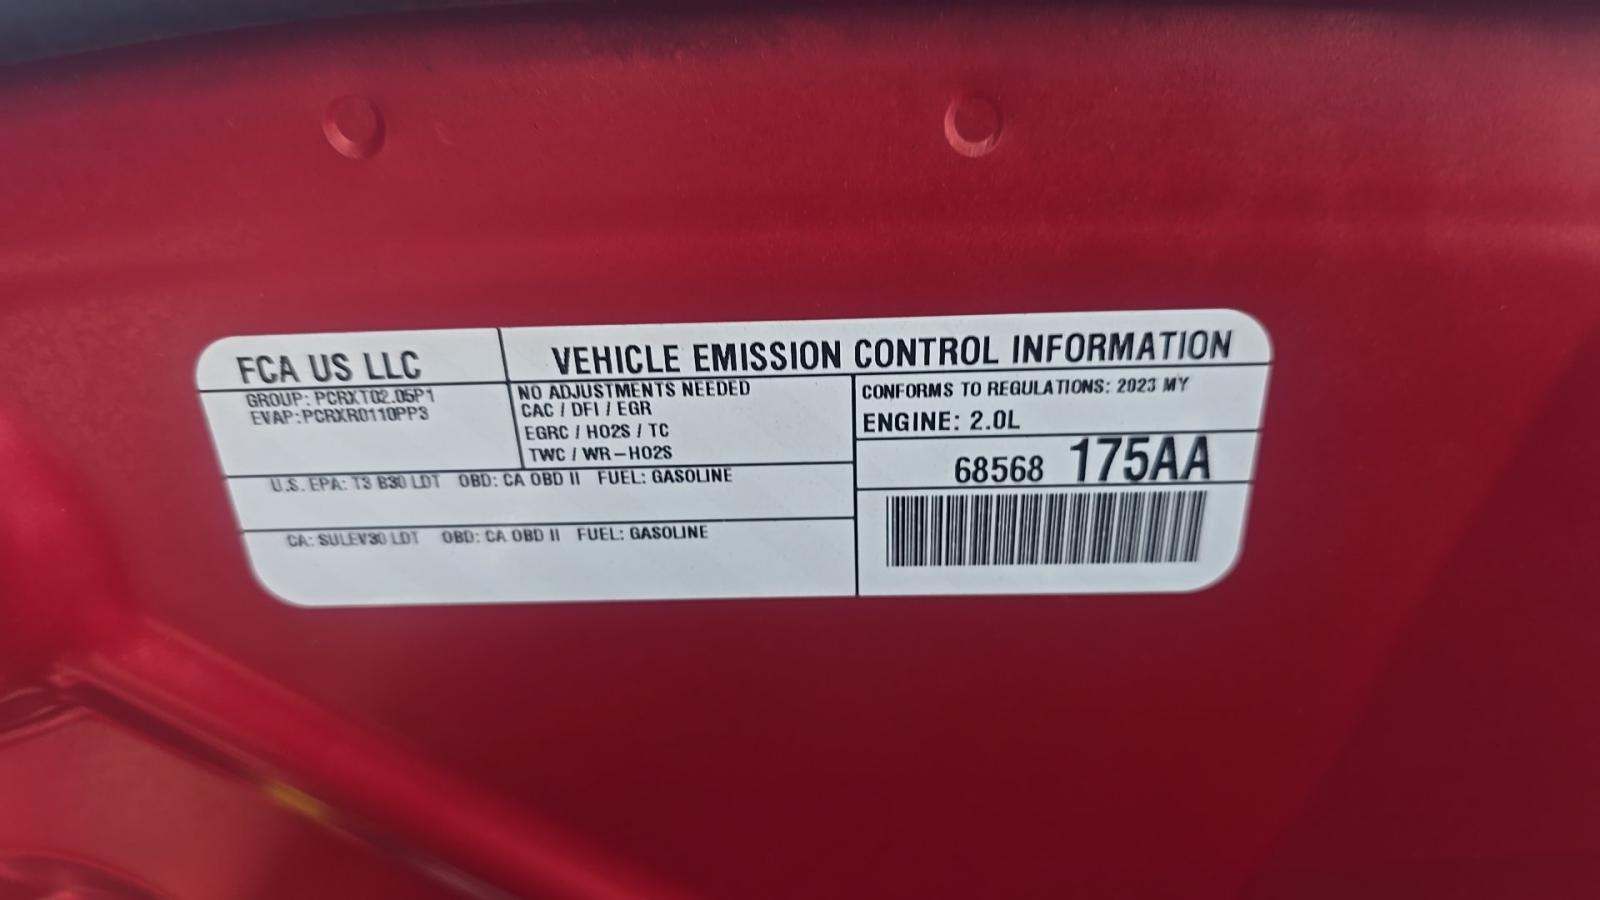 FCA US LLC
VEHICLE EMISSION CONTROL INFORMATION
GROUP: PCRXT02.05P1
EVAP:PCRXR0110PP3
NO ADJUSTMENTS NEEDED
CAC / DFI / EGR
EGRC / HO2S / TC
TWC / WR-HO2S
CONFORMS TO REGULATIONS: 2023 MY
ENGINE: 2.0L
68568 175AA
U.S. EPA: T3 B30 LDT OBD: CA OBD II FUEL: GASOLINE
CA: SULEV30 LDT OBD: CA OBD II FUEL: GASOLINE